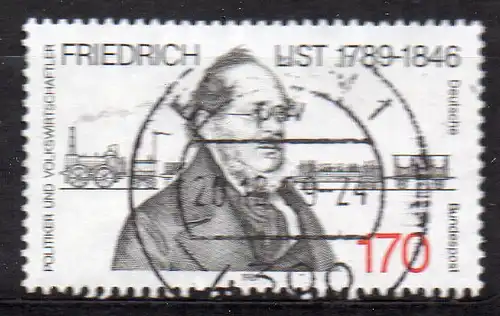 FRIEDRICH LIST 1789-1846
POLITIKER UND VOLKSWIRTSCHAFTLER
Deutsche
Bundespost
170